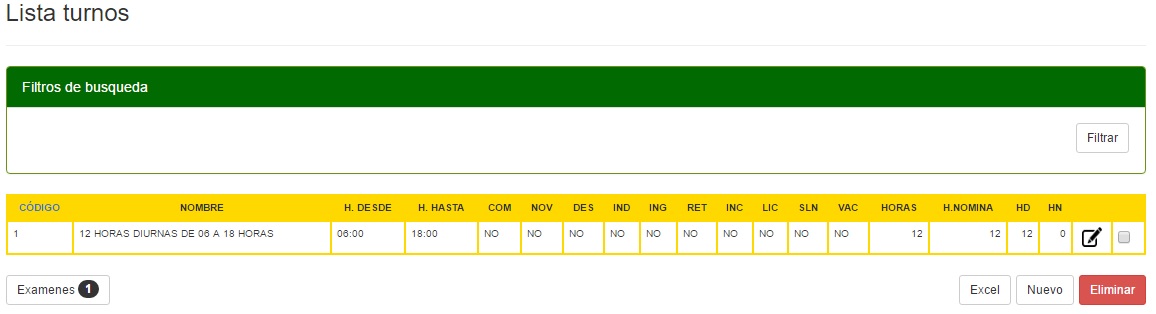 Lista turnos
Filtros de busqueda
Filtrar
CÓDIGO NOMBRE H. DESDE H. HASTA COM NOV DES IND ING RET INC LIC SLN VAC HORAS H.NOMINA HD HN
1 12 HORAS DIURNAS DE 06 A 18 HORAS 06:00 18:00 NO NO NO NO NO NO NO NO NO NO 12 12 12 0
Examenes 1 Excel Nuevo Eliminar